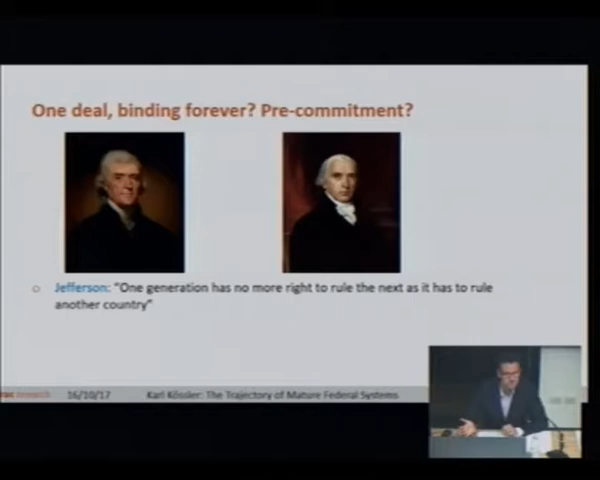 One deal, binding forever? Pre-commitment?
Jefferson: "One generation has no more right to rule the next as it has to rule
another country"
research 16/10/17 Karl Kössler: The Trajectory of Mature Federal Systems